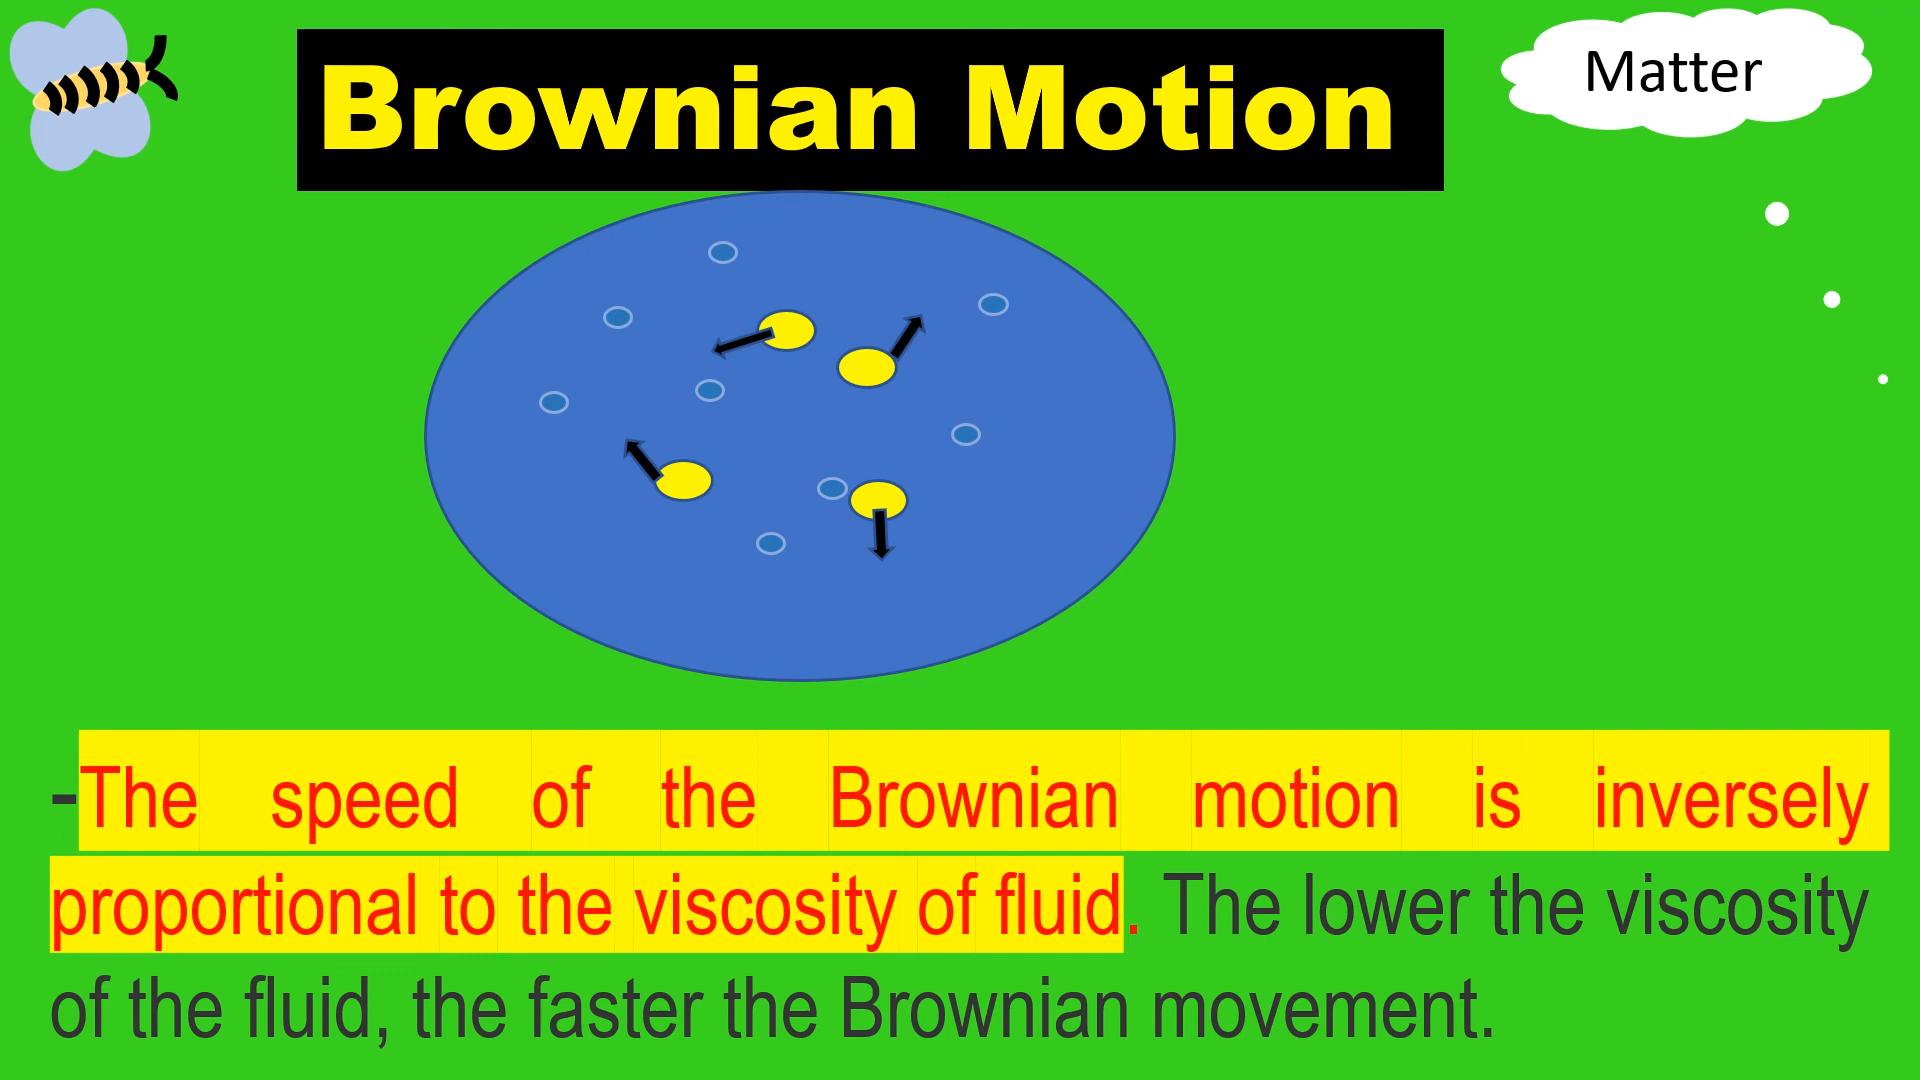 Brownian Motion
Matter
-The speed of the Brownian motion is inversely
proportional to the viscosity of fluid. The lower the viscosity
of the fluid, the faster the Brownian movement.